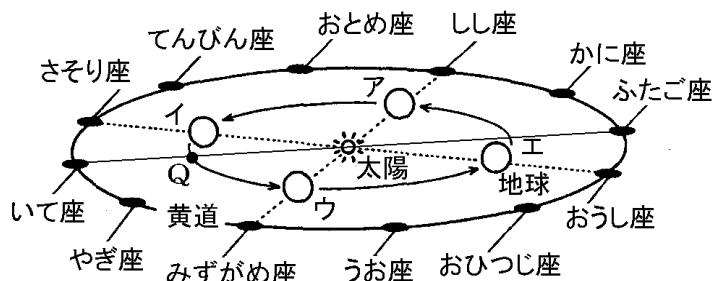 おとめ座
しし座
てんびん座
かに座
さそり座
ふたご座
ア
イ
エ
太陽
Q
地球
ウ
いて座
黄道
おうし座
やぎ座
みずがめ座
うお座
おひつじ座